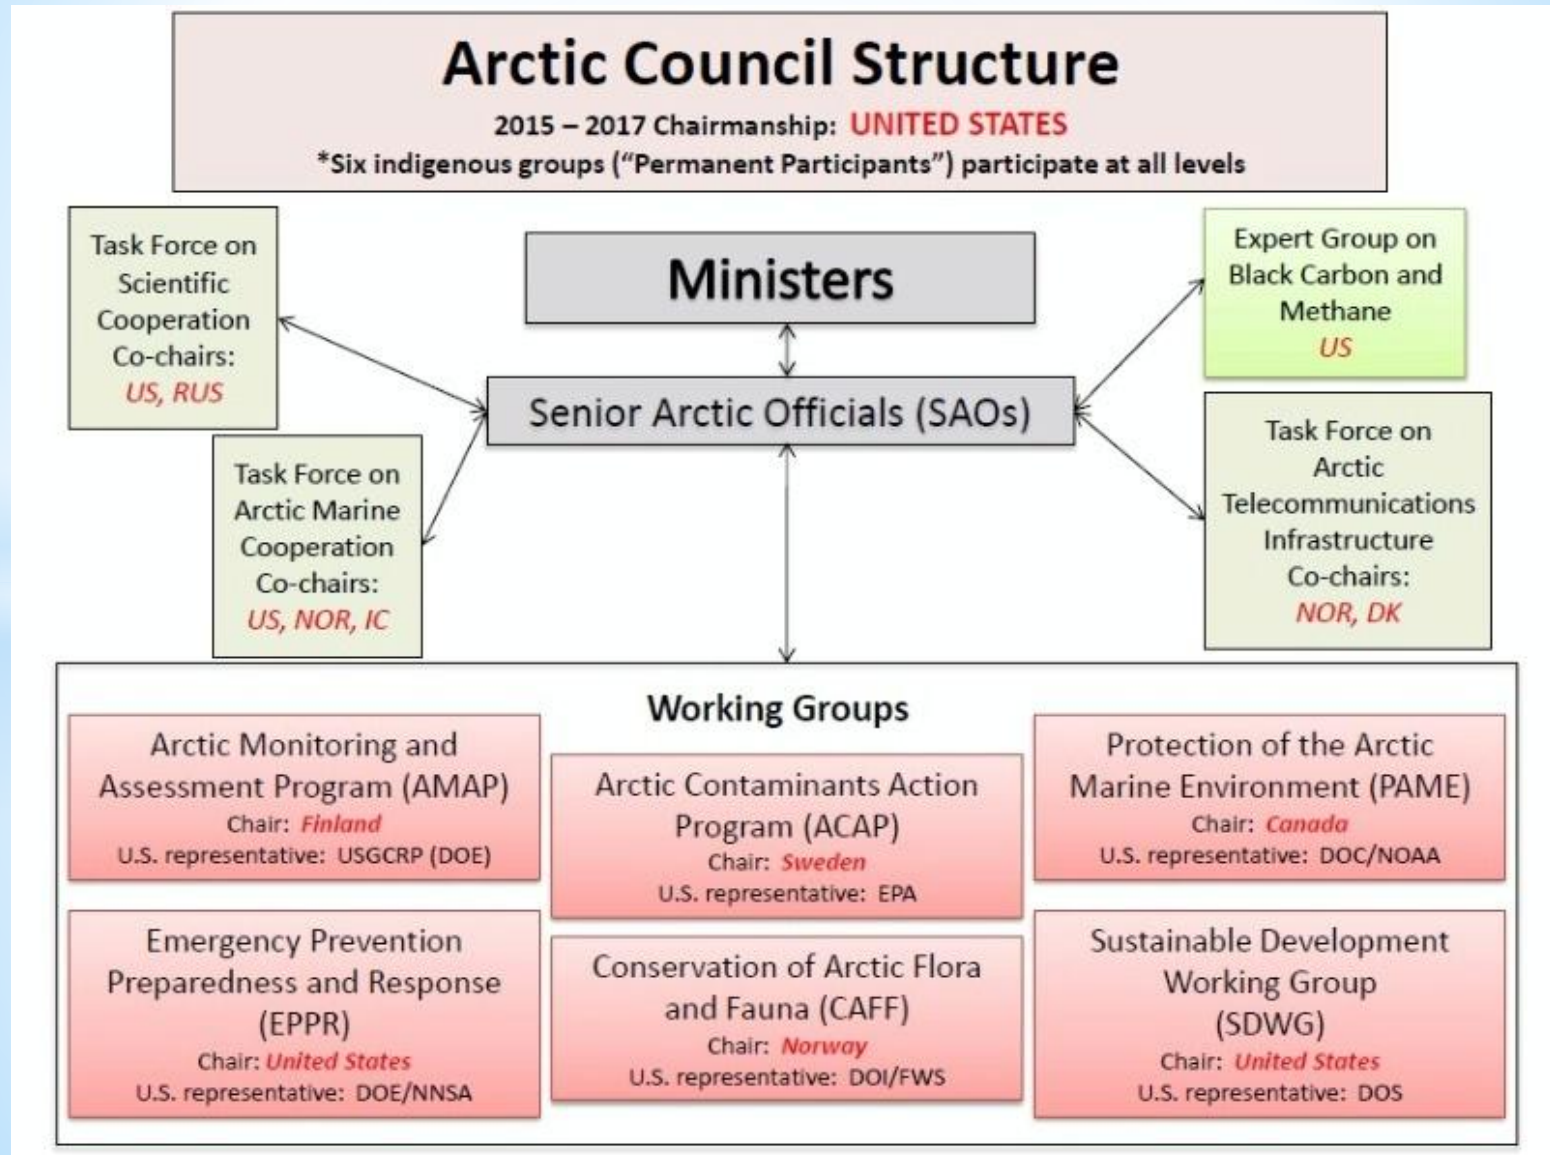 Arctic Council Structure
2015 – 2017 Chairmanship: UNITED STATES
*Six indigenous groups (“Permanent Participants”) participate at all levels
Task Force on
Scientific
Cooperation
Co-chairs:
US, RUS
Ministers
Expert Group on
Black Carbon and
Methane
US
Senior Arctic Officials (SAOs)
Task Force on
Arctic Marine
Cooperation
Co-chairs:
US, NOR, IC
Task Force on
Arctic
Telecommunications
Infrastructure
Co-chairs:
NOR, DK
Working Groups
Arctic Monitoring and
Assessment Program (AMAP)
Chair: Finland
U.S. representative: USGCRP (DOE)
Arctic Contaminants Action
Program (ACAP)
Chair: Sweden
U.S. representative: EPA
Protection of the Arctic
Marine Environment (PAME)
Chair: Canada
U.S. representative: DOC/NOAA
Emergency Prevention
Preparedness and Response
(EPPR)
Chair: United States
U.S. representative: DOE/NNSA
Conservation of Arctic Flora
and Fauna (CAFF)
Chair: Norway
U.S. representative: DOI/FWS
Sustainable Development
Working Group
(SDWG)
Chair: United States
U.S. representative: DOS